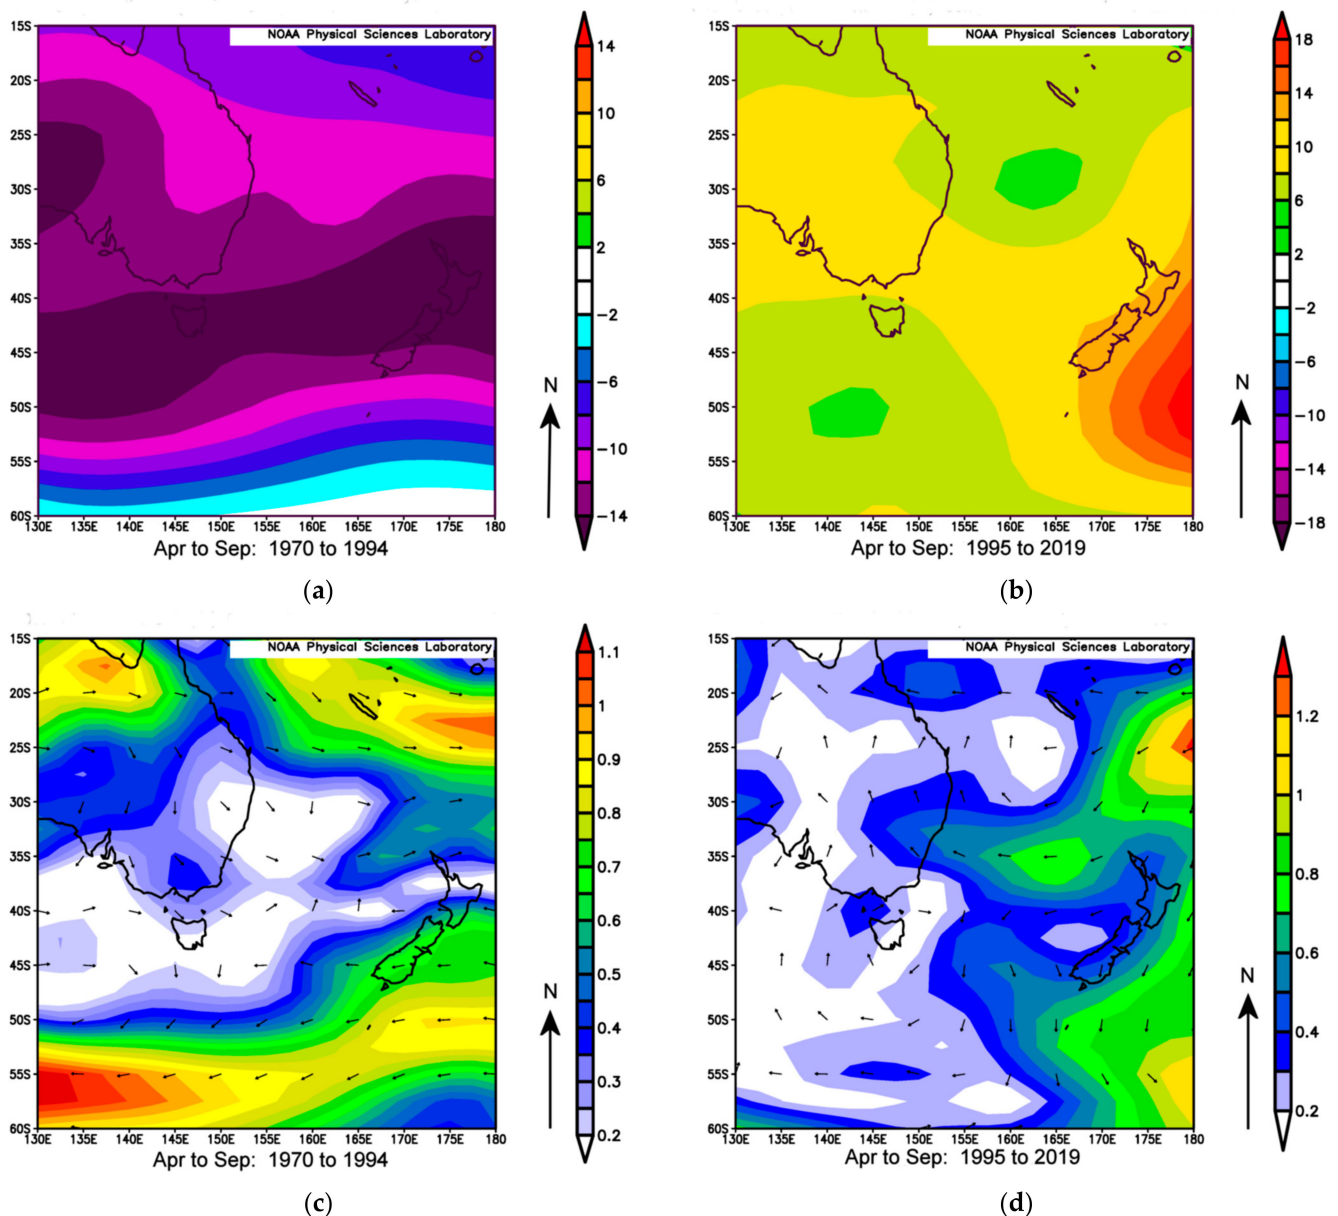 NOAA Physical Sciences Laboratory
15S
20S
25S
30S
35S
40S
45S
50S
55S
60S
130E 135E 140E 145E 150E 155E 160E 165E 170E 175E 180
14
10
6
2
−2
−6
−10
−14
N
Apr to Sep: 1970 to 1994
(a)
NOAA Physical Sciences Laboratory
15S
20S
25S
30S
35S
40S
45S
50S
55S
60S
130E 135E 140E 145E 150E 155E 160E 165E 170E 175E 180
18
14
10
6
2
−2
−6
−10
−14
−18
N
Apr to Sep: 1995 to 2019
(b)
NOAA Physical Sciences Laboratory
15S
20S
25S
30S
35S
40S
45S
50S
55S
60S
130E 135E 140E 145E 150E 155E 160E 165E 170E 175E 180
1.1
1
0.9
0.8
0.7
0.6
0.5
0.4
0.3
0.2
N
Apr to Sep: 1970 to 1994
(c)
NOAA Physical Sciences Laboratory
15S
20S
25S
30S
35S
40S
45S
50S
55S
60S
130E 135E 140E 145E 150E 155E 160E 165E 170E 175E 180
1.2
1
0.8
0.6
0.4
0.2
N
Apr to Sep: 1995 to 2019
(d)